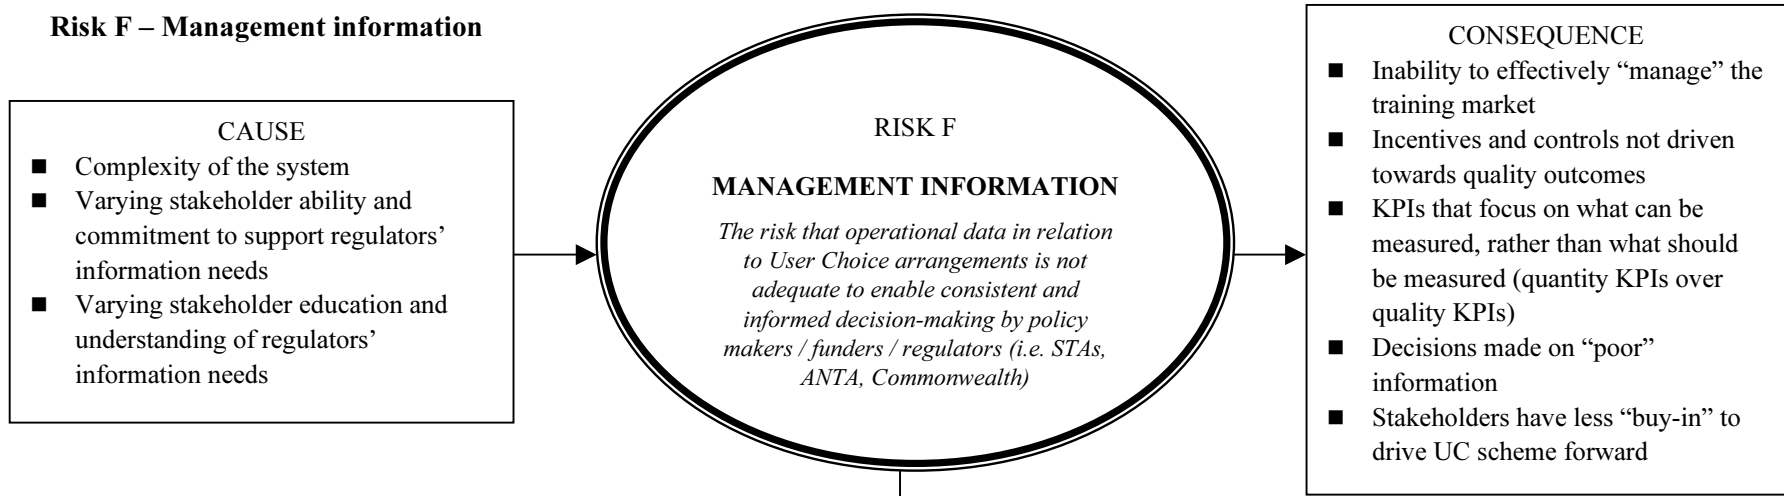 Risk F – Management information
CAUSE
■ Complexity of the system
■ Varying stakeholder ability and
commitment to support regulators’
information needs
■ Varying stakeholder education and
understanding of regulators’
information needs
RISK F
MANAGEMENT INFORMATION
The risk that operational data in relation
to User Choice arrangements is not
adequate to enable consistent and
informed decision-making by policy
makers / funders / regulators (i.e. STAs,
ANTA, Commonwealth)
CONSEQUENCE
■ Inability to effectively “manage” the
training market
■ Incentives and controls not driven
towards quality outcomes
■ KPIs that focus on what can be
measured, rather than what should
be measured (quantity KPIs over
quality KPIs)
■ Decisions made on “poor”
information
■ Stakeholders have less “buy-in” to
drive UC scheme forward